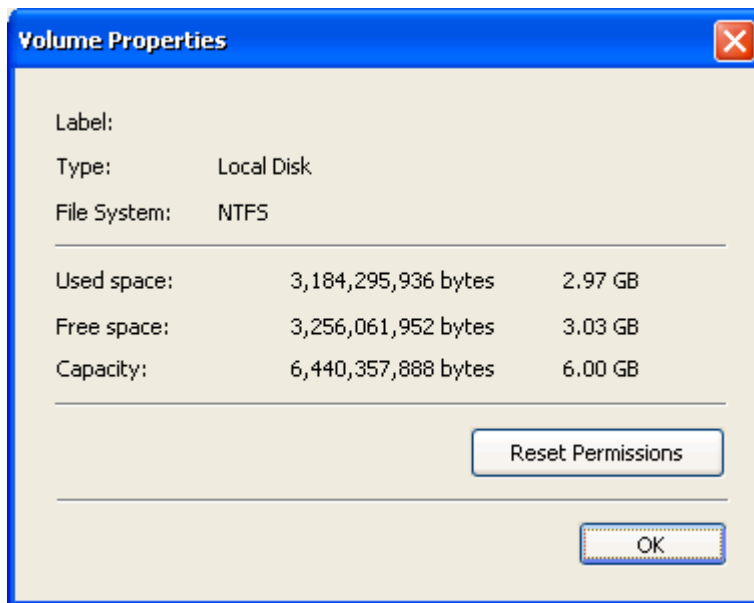 Volume Properties
Label:
Type: Local Disk
File System: NTFS
Used space: 3,184,295,936 bytes 2.97 GB
Free space: 3,256,061,952 bytes 3.03 GB
Capacity: 6,440,357,888 bytes 6.00 GB
Reset Permissions
OK